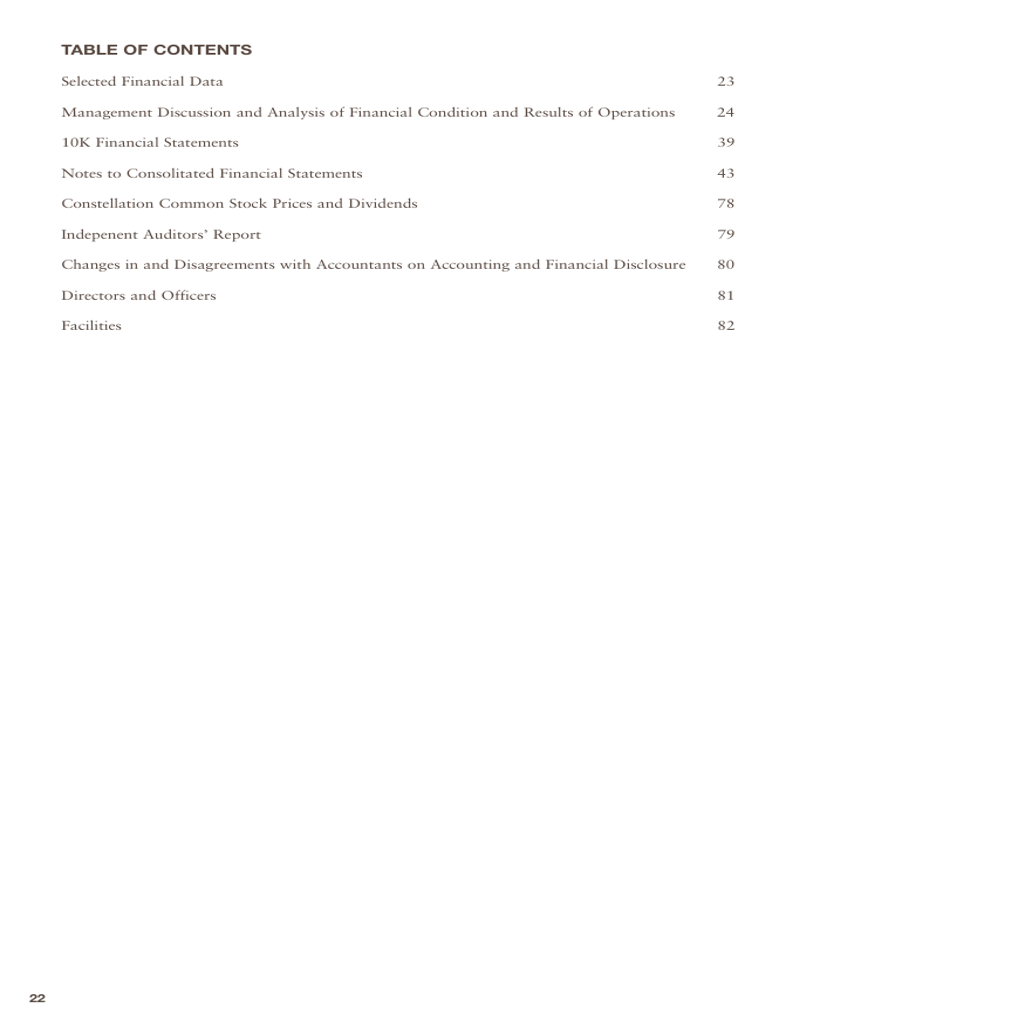 TABLE OF CONTENTS
Selected Financial Data 23
Management Discussion and Analysis of Financial Condition and Results of Operations 24
10K Financial Statements 39
Notes to Consolitated Financial Statements 43
Constellation Common Stock Prices and Dividends 78
Indepenent Auditors’ Report 79
Changes in and Disagreements with Accountants on Accounting and Financial Disclosure 80
Directors and Officers 81
Facilities 82
22